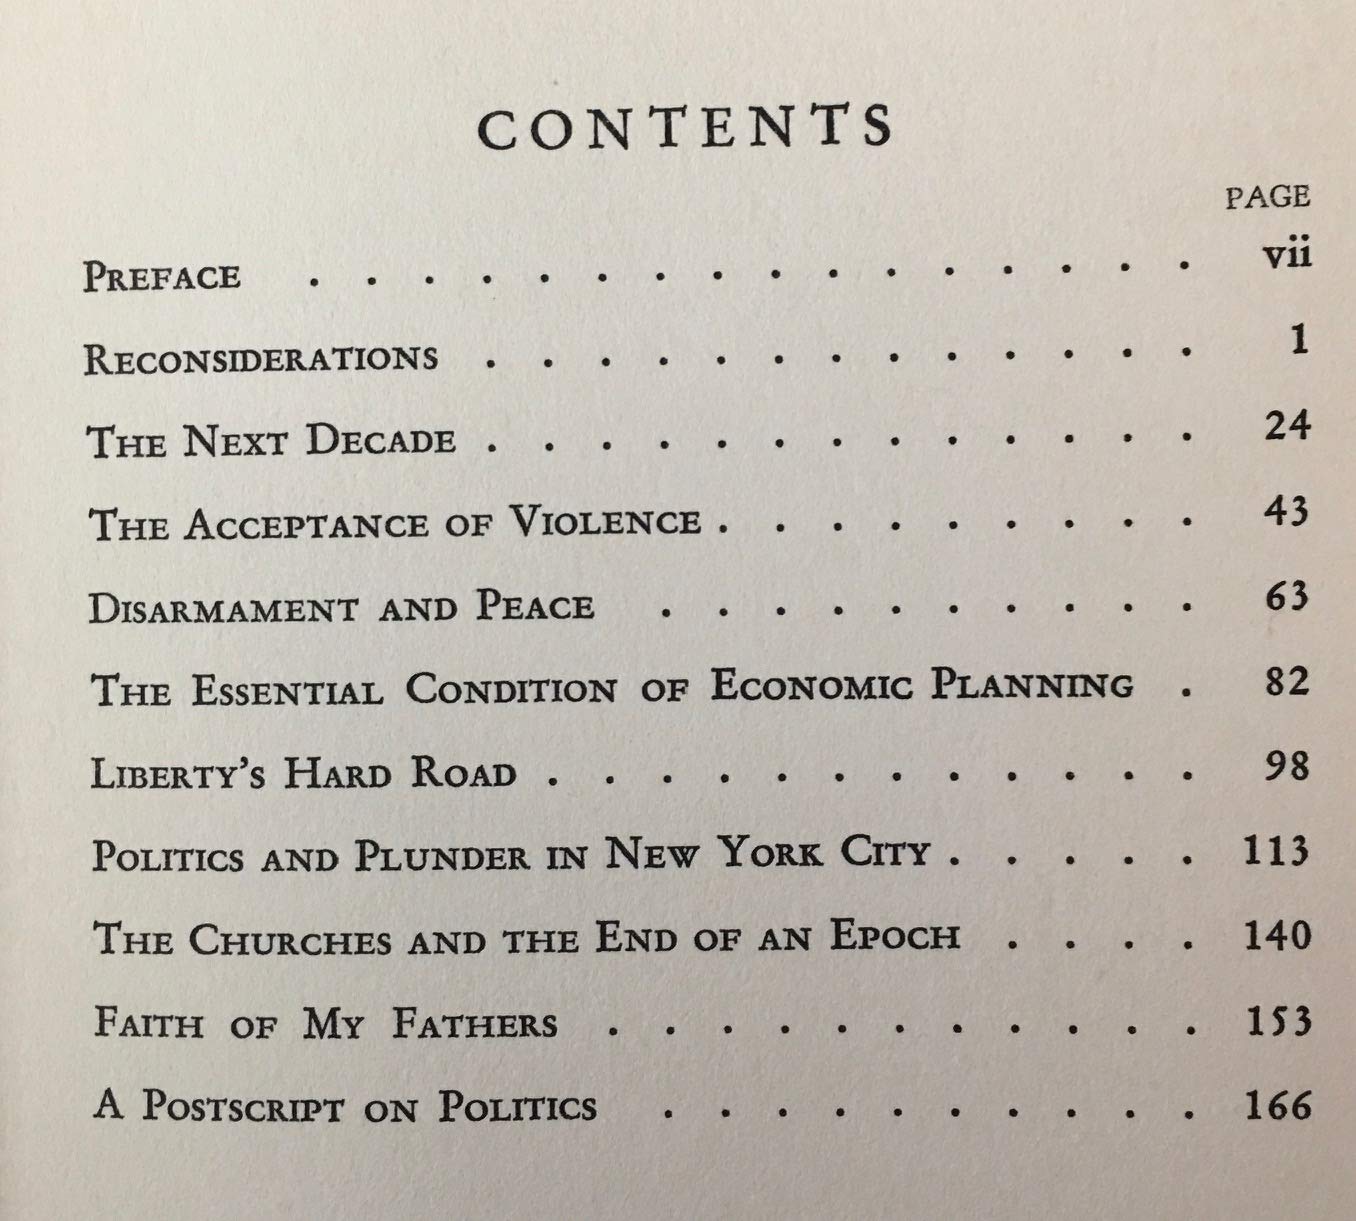 CONTENTS
PAGE
PREFACE . . . . . . . . . . . . . . . . vii
RECONSIDERATIONS . . . . . . . . . . . . . 1
THE NEXT DECADE . . . . . . . . . . . . . 24
THE ACCEPTANCE OF VIOLENCE . . . . . . . . . 43
DISARMAMENT AND PEACE . . . . . . . . . . 63
THE ESSENTIAL CONDITION OF ECONOMIC PLANNING . 82
LIBERTY'S HARD ROAD . . . . . . . . . . . . 98
POLITICS AND PLUNDER IN NEW YORK CITY . . . . . 113
THE CHURCHES AND THE END OF AN EPOCH . . . . 140
FAITH OF MY FATHERS . . . . . . . . . . . 153
A POSTSCRIPT ON POLITICS . . . . . . . . . . 166